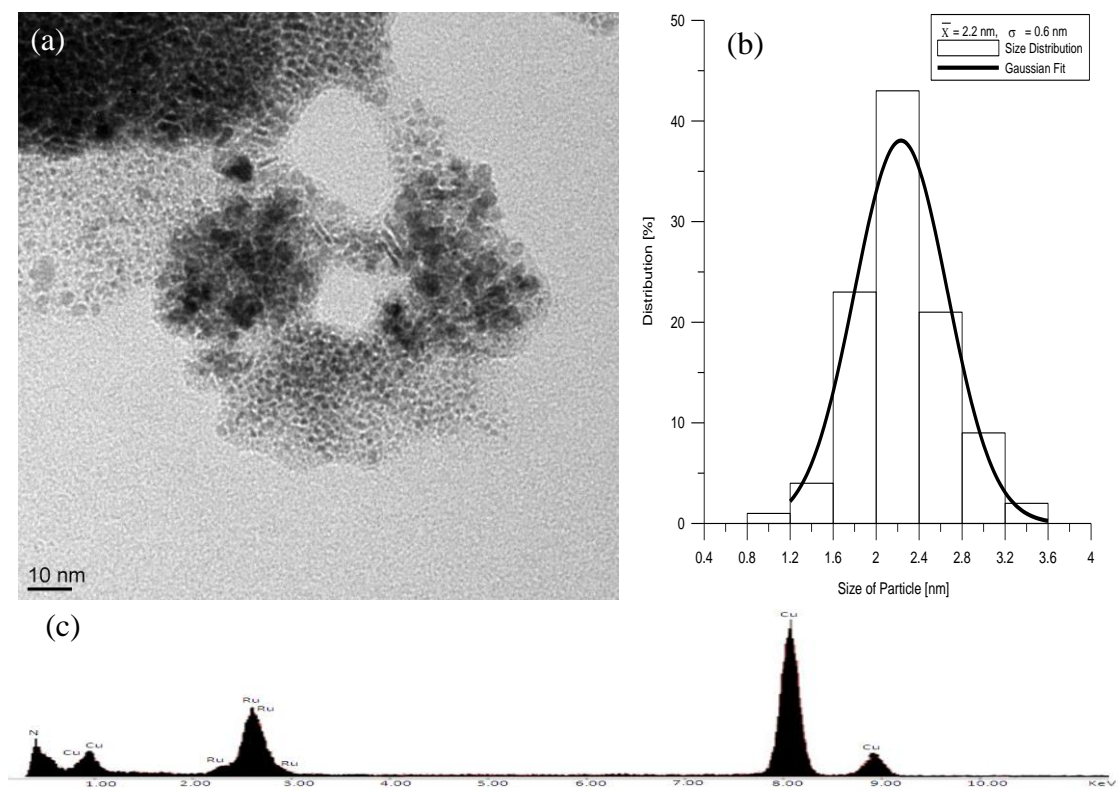 (a)
10 nm
(b)
X = 2.2 nm, σ = 0.6 nm
Size Distribution
Gaussian Fit
50
40
30
20
10
0
Distribution [%]
0.4 0.8 1.2 1.6 2 2.4 2.8 3.2 3.6 4
Size of Particle [nm]
(c)
N
Cu
Cu
Ru
Ru
Ru
Ru
Cu
Cu
1.00 2.00 3.00 4.00 5.00 6.00 7.00 8.00 9.00 10.00 KeV